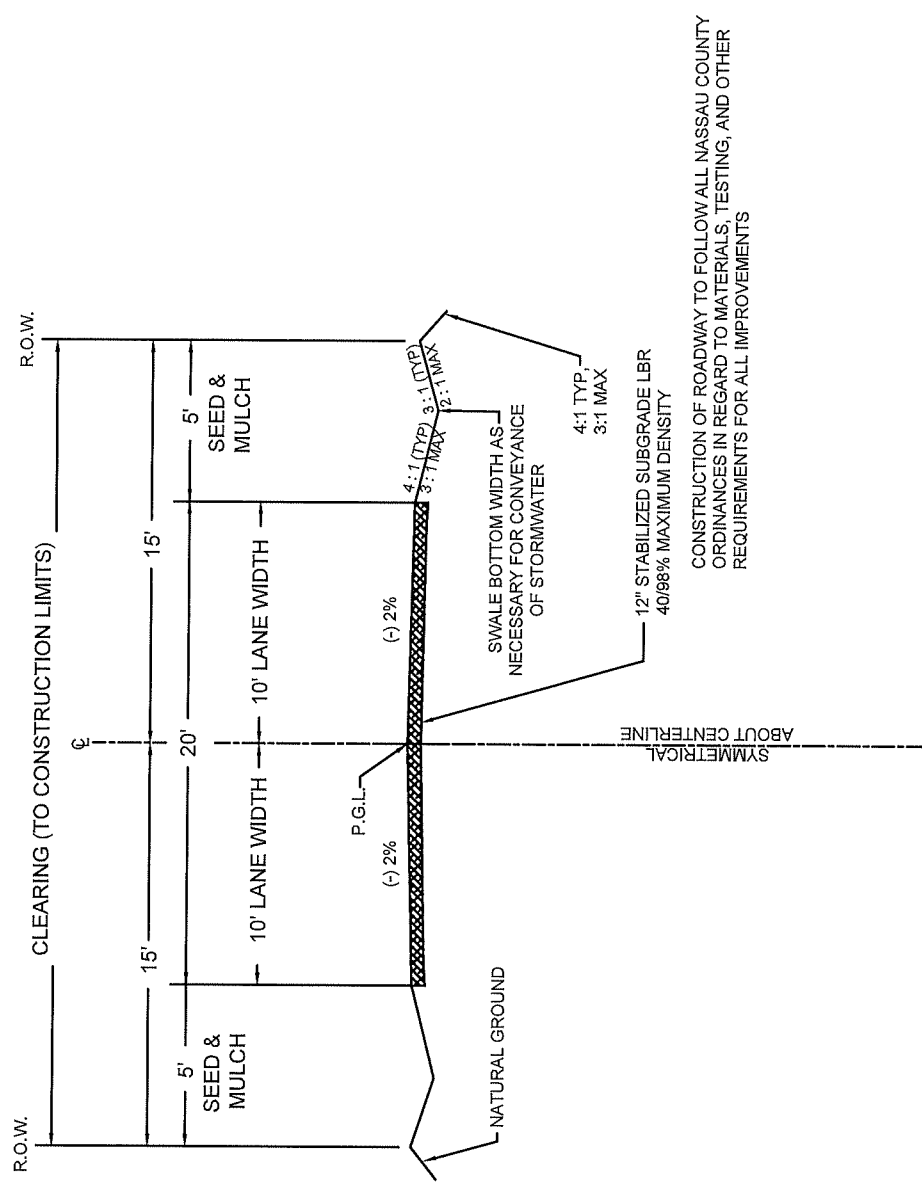 R.O.W.
R.O.W.
CLEARING (TO CONSTRUCTION LIMITS)
℄
15'
15'
5'
20'
5'
SEED &
MULCH
SEED &
MULCH
10' LANE WIDTH
10' LANE WIDTH
P.G.L.
(-) 2%
(-) 2%
4 : 1 (TYP)
3 : 1 MAX
3 : 1 (TYP)
2 : 1 MAX
NATURAL GROUND
SWALE BOTTOM WIDTH AS
NECESSARY FOR CONVEYANCE
OF STORMWATER
4:1 TYP,
3:1 MAX
12" STABILIZED SUBGRADE LBR
40/98% MAXIMUM DENSITY
SYMMETRICAL
ABOUT CENTERLINE
CONSTRUCTION OF ROADWAY TO FOLLOW ALL NASSAU COUNTY
ORDINANCES IN REGARD TO MATERIALS, TESTING, AND OTHER
REQUIREMENTS FOR ALL IMPROVEMENTS